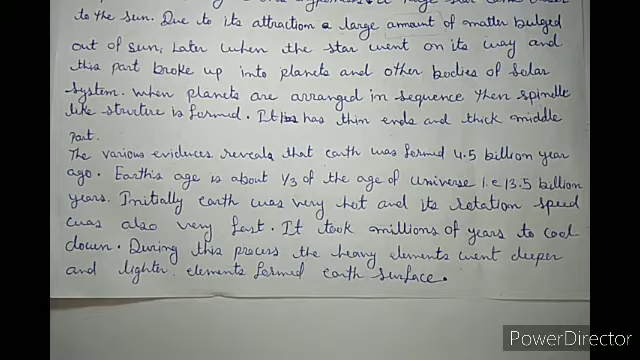 to the sun. Due to its attraction a large amount of matter bulged
out of sun, Later when the star went on its way and
this part broke up into planets and other bodies of solar
system. When planets are arranged in sequence then spindle
like structure is formed. It has thin ends and thick middle
part.
The various evidences reveals that earth was formed 4.5 billion year
ago. Earth's age is about 1/3 of the age of universe i.e 13.5 billion
years. Initially earth was very hot and its rotation speed
was also very fast. It took millions of years to cool
down. During this process the heavy elements went deeper
and lighter elements formed earth surface.
PowerDirector